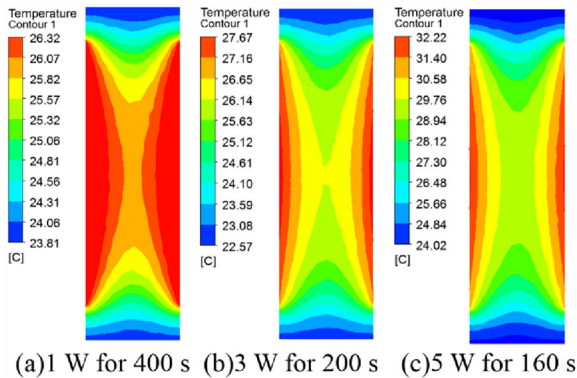 Temperature
Contour 1
26.32
26.07
25.82
25.57
25.32
25.06
24.81
24.56
24.31
24.06
23.81
[C]
Temperature
Contour 1
27.67
27.16
26.65
26.14
25.63
25.12
24.61
24.10
23.59
23.08
22.57
[C]
Temperature
Contour 1
32.22
31.40
30.58
29.76
28.94
28.12
27.30
26.48
25.66
24.84
24.02
[C]
(a)1 W for 400 s
(b)3 W for 200 s
(c)5 W for 160 s